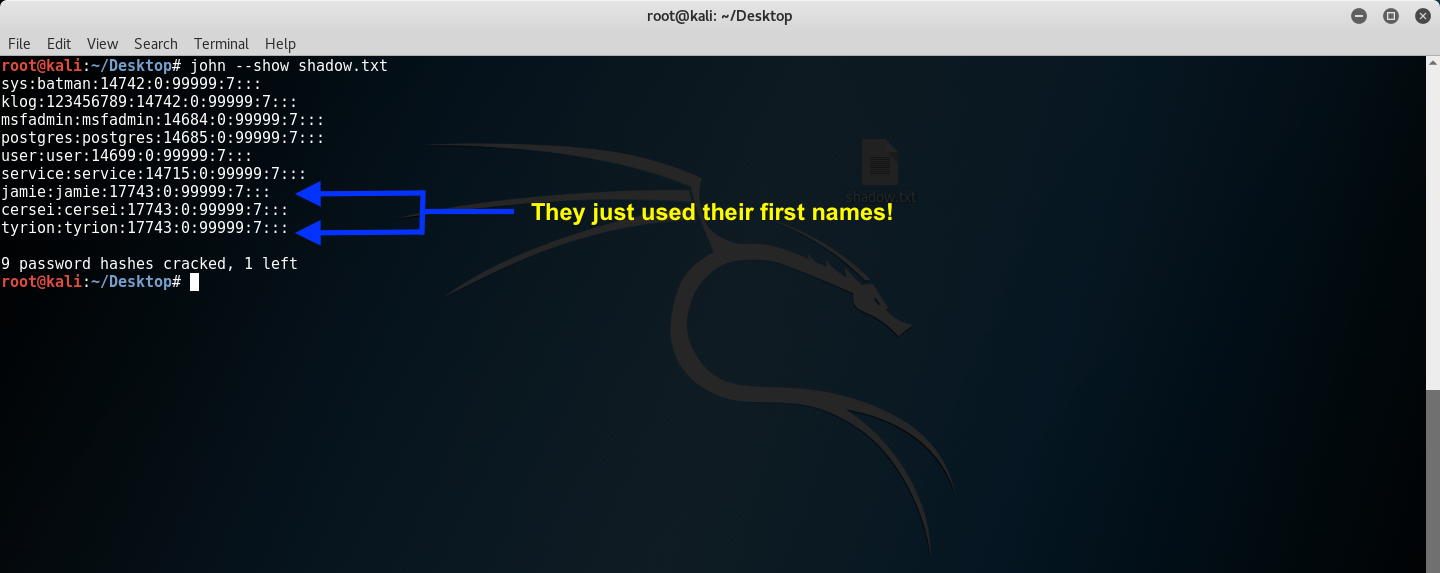 root@kali: ~/Desktop
File Edit View Search Terminal Help
root@kali:~/Desktop# john --show shadow.txt
sys:batman:14742:0:99999:7:::
klog:123456789:14742:0:99999:7:::
msfadmin:msfadmin:14684:0:99999:7:::
postgres:postgres:14685:0:99999:7:::
user:user:14699:0:99999:7:::
service:service:14715:0:99999:7:::
jamie:jamie:17743:0:99999:7:::
cersei:cersei:17743:0:99999:7:::
tyrion:tyrion:17743:0:99999:7:::
shadow.txt
They just used their first names!
9 password hashes cracked, 1 left
root@kali:~/Desktop#